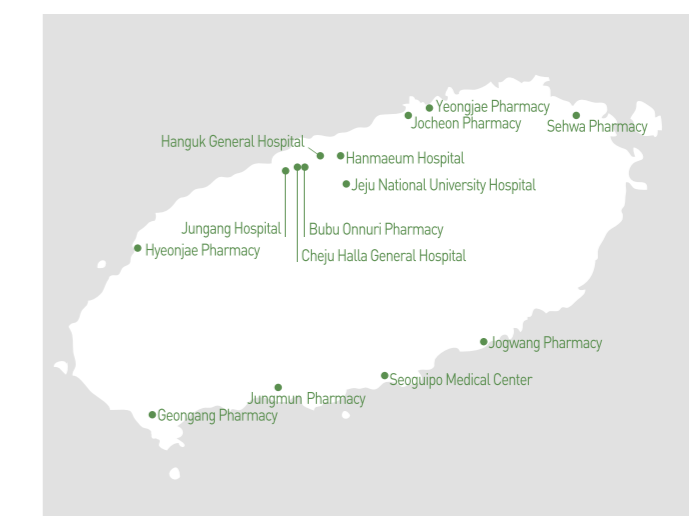 Yeongjae Pharmacy
Jocheon Pharmacy
Sehwa Pharmacy
Hanguk General Hospital
Hanmaeum Hospital
Jeju National University Hospital
Jungang Hospital
Bubu Onnuri Pharmacy
Hyeonjae Pharmacy
Cheju Halla General Hospital
Jogwang Pharmacy
Seoguipo Medical Center
Jungmun Pharmacy
Geongang Pharmacy